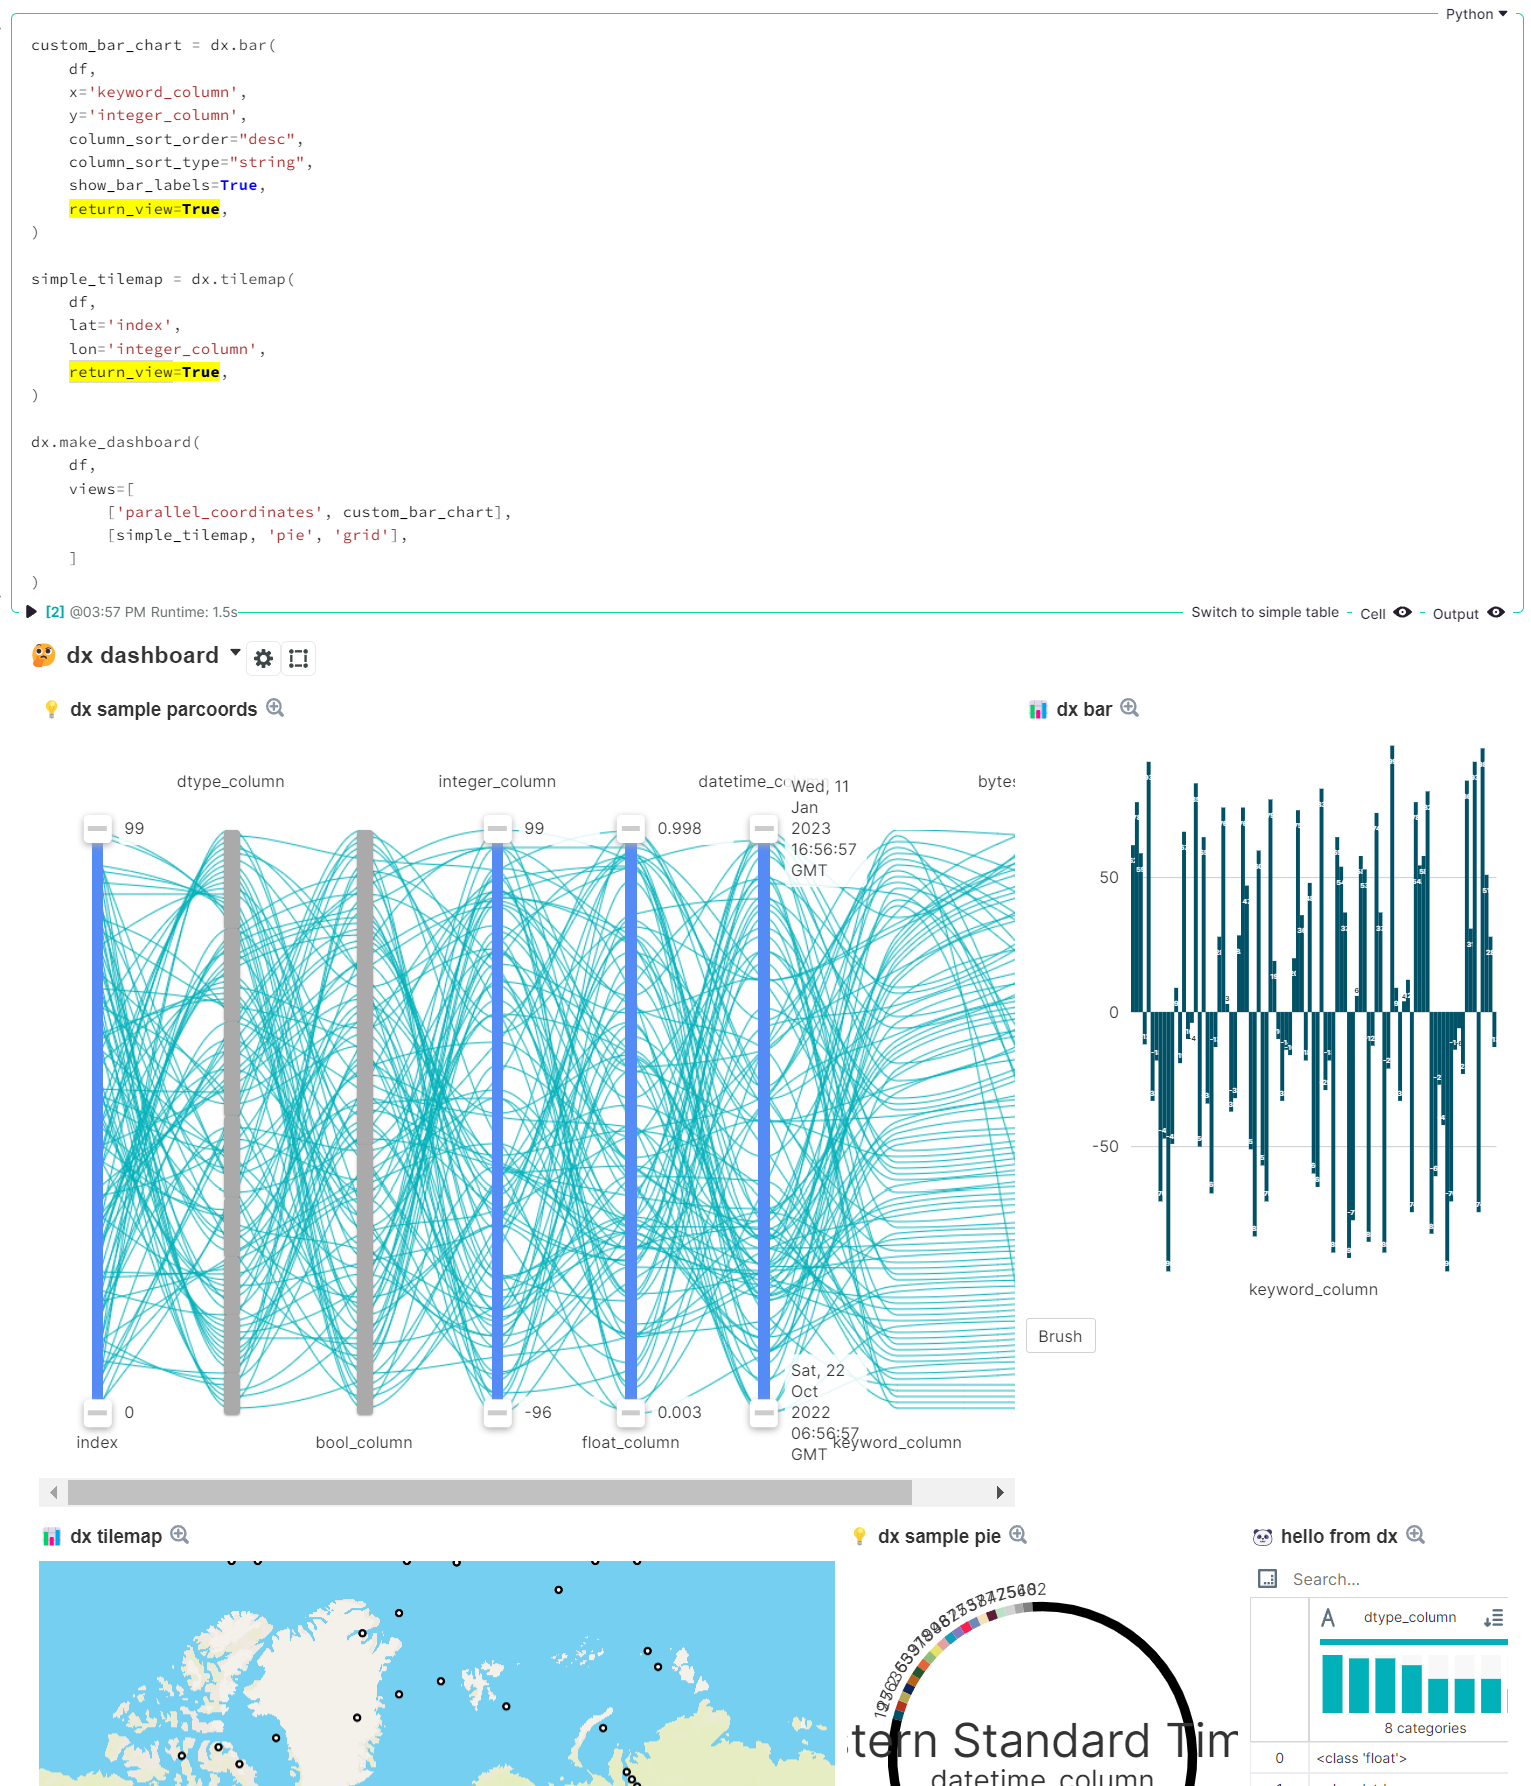 Python
custom_bar_chart = dx.bar(
df,
x='keyword_column',
y='integer_column',
column_sort_order="desc",
column_sort_type="string",
show_bar_labels=True,
return_view=True,
)
simple_tilemap = dx.tilemap(
df,
lat='index',
lon='integer_column',
return_view=True,
)
dx.make_dashboard(
df,
views=[
['parallel_coordinates', custom_bar_chart],
[simple_tilemap, 'pie', 'grid'],
]
)
[2] @03:57 PM Runtime: 1.5s
Switch to simple table
Cell
Output
dx dashboard
dx sample parcoords
dx bar
dtype_column
integer_column
datetime_column
bytes
99
99
0.998
Wed, 11
Jan
2023
16:56:57
GMT
0
-96
0.003
Sat, 22
Oct
2022
06:56:57
GMT
index
bool_column
float_column
keyword_column
50
0
-50
keyword_column
Brush
dx tilemap
dx sample pie
hello from dx
Search...
dtype_column
8 categories
0
<class 'float'>
stern Standard Tim
datetime_column